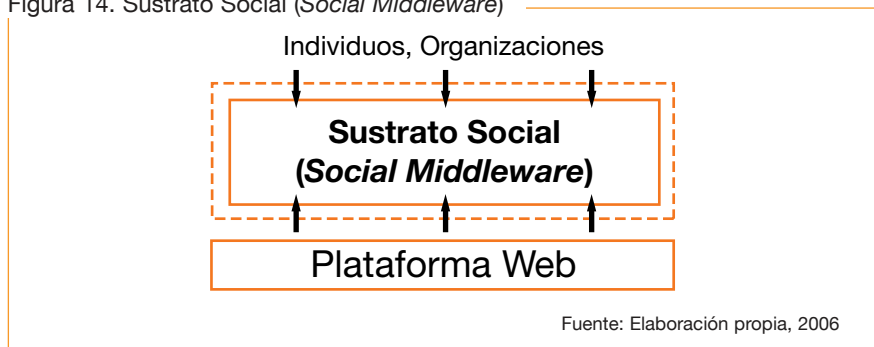 Figura 14. Sustrato Social (Social Middleware)
Individuos, Organizaciones
Sustrato Social
(Social Middleware)
Plataforma Web
Fuente: Elaboración propia, 2006